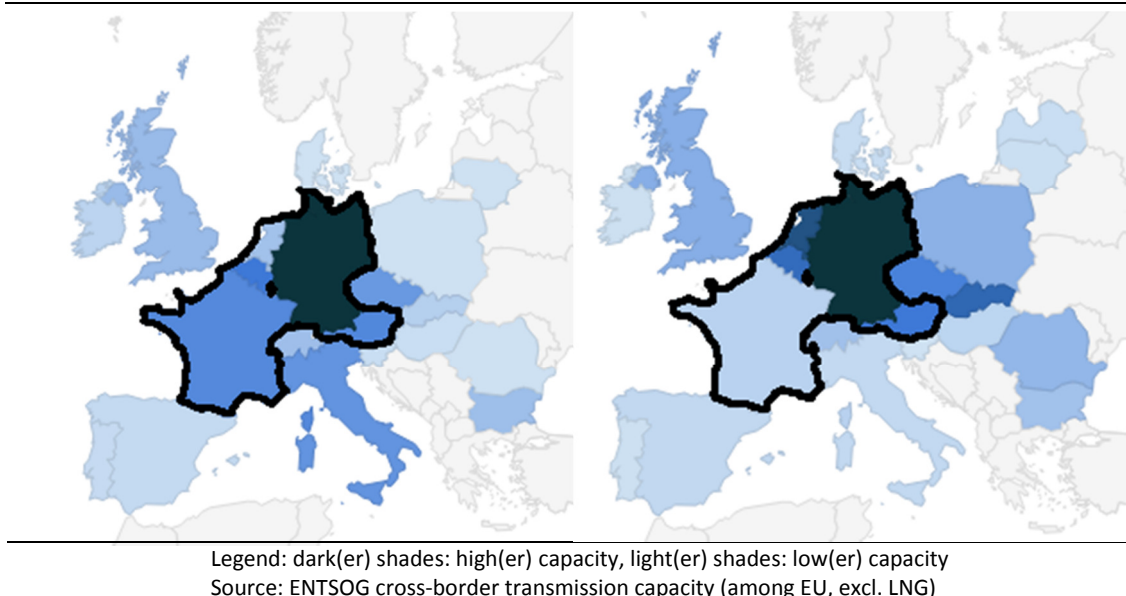 Legend: dark(er) shades: high(er) capacity, light(er) shades: low(er) capacity
Source: ENTSOG cross-border transmission capacity (among EU, excl. LNG)